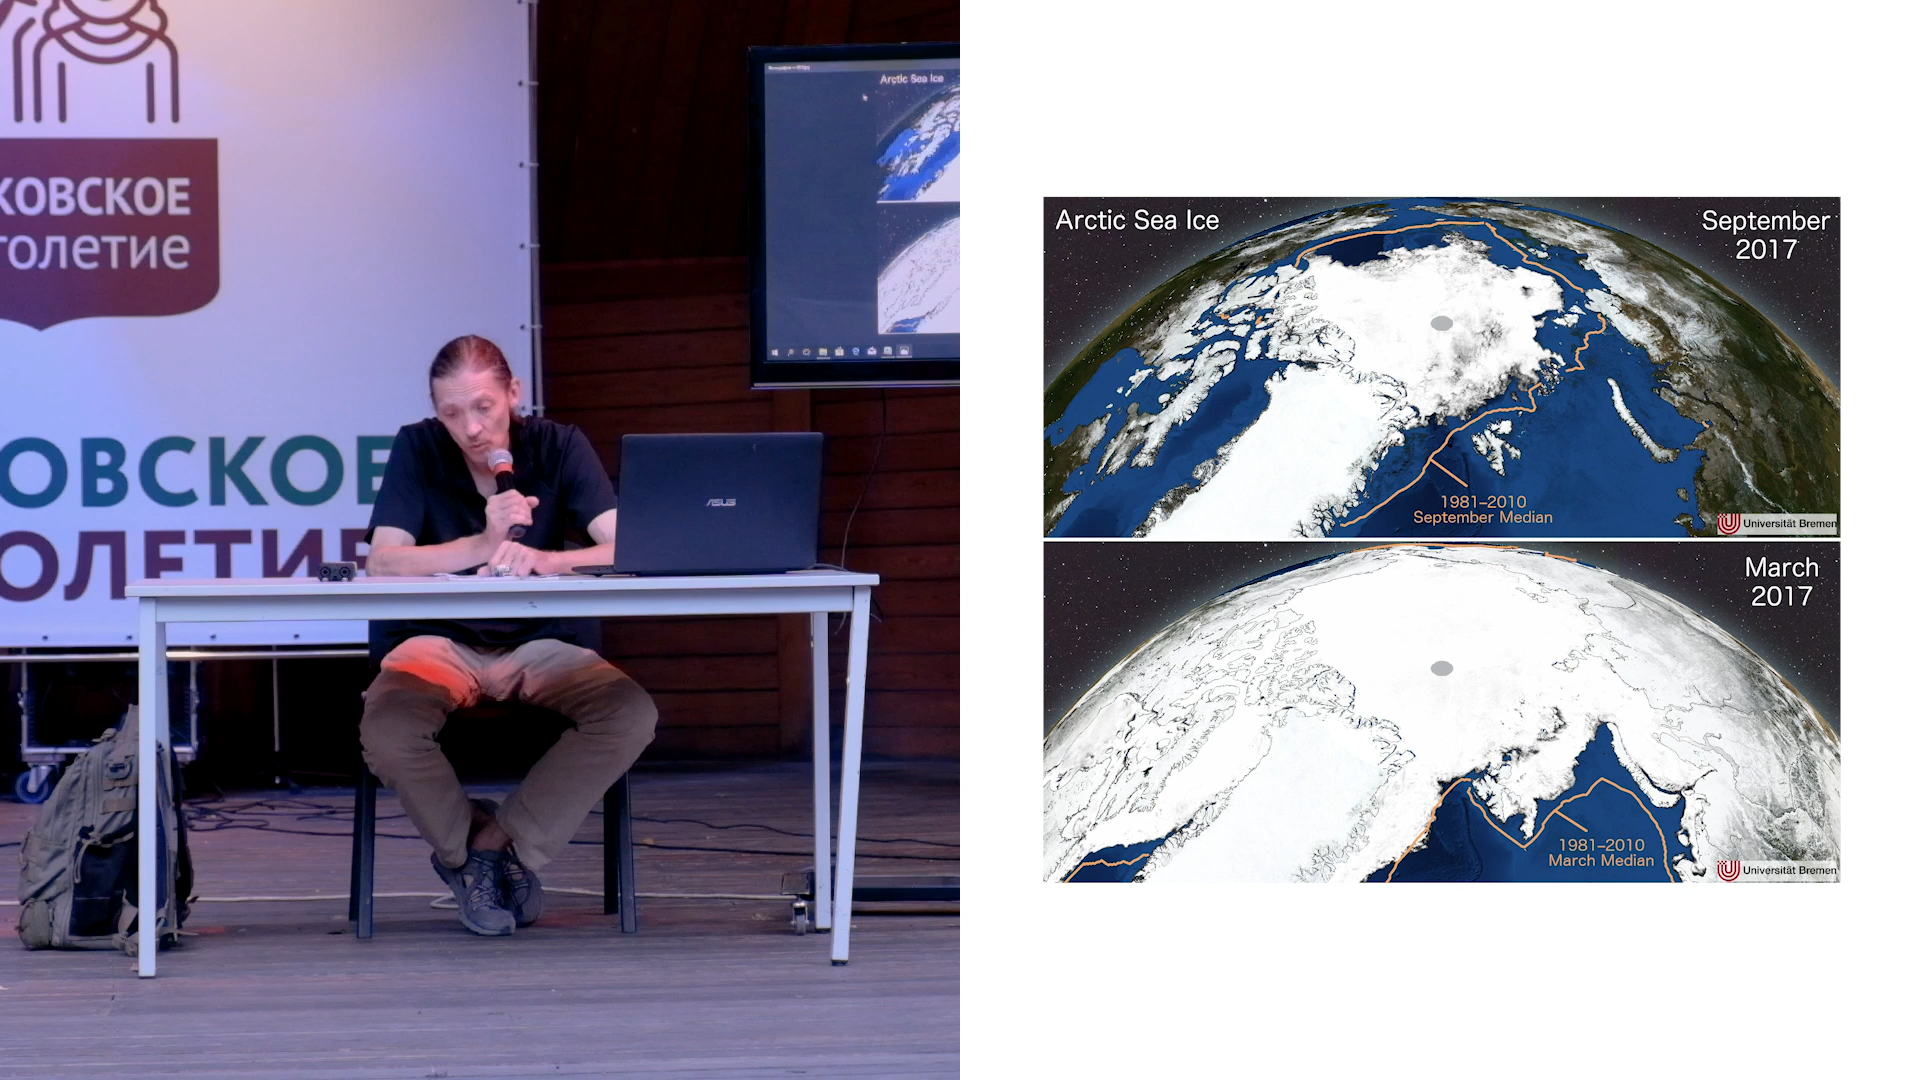 КОВСКОЕ
ГОЛЕТИЕ
ОВСКОЕ
ОЛЕТИЕ
ASUS
Arctic Sea Ice
Arctic Sea Ice
September
2017
1981–2010
September Median
Universität Bremen
March
2017
1981–2010
March Median
Universität Bremen